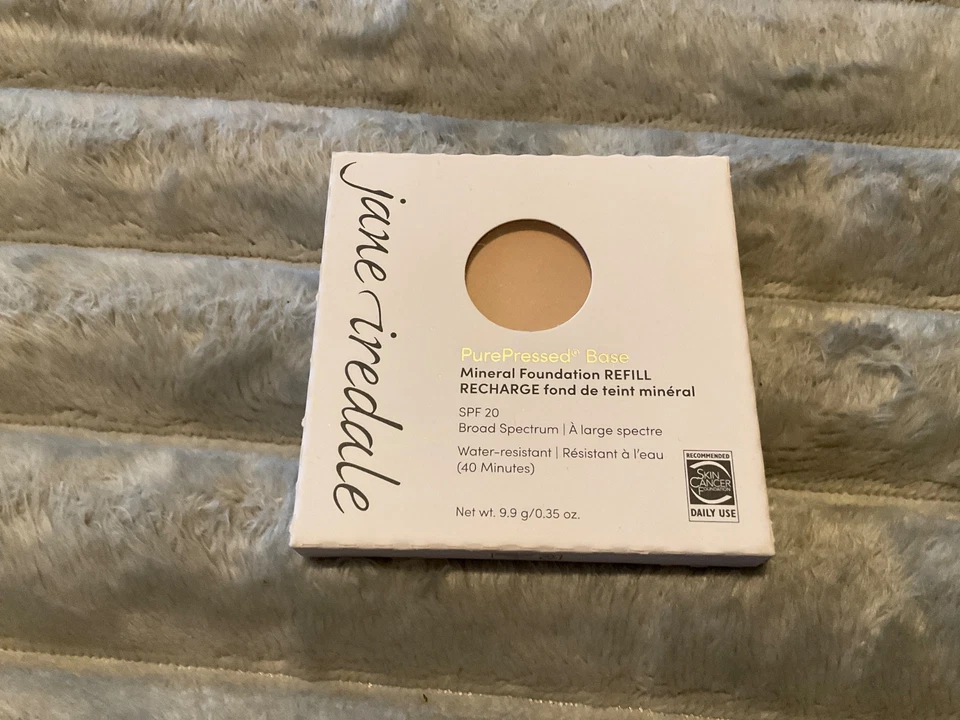 jane iredale
PurePressed® Base
Mineral Foundation REFILL
RECHARGE fond de teint minéral
SPF 20
Broad Spectrum | À large spectre
Water-resistant | Résistant à l'eau
(40 Minutes)
Net wt. 9.9 g/0.35 oz.
RECOMMENDED
SKIN
CANCER
FOUNDATION
DAILY USE